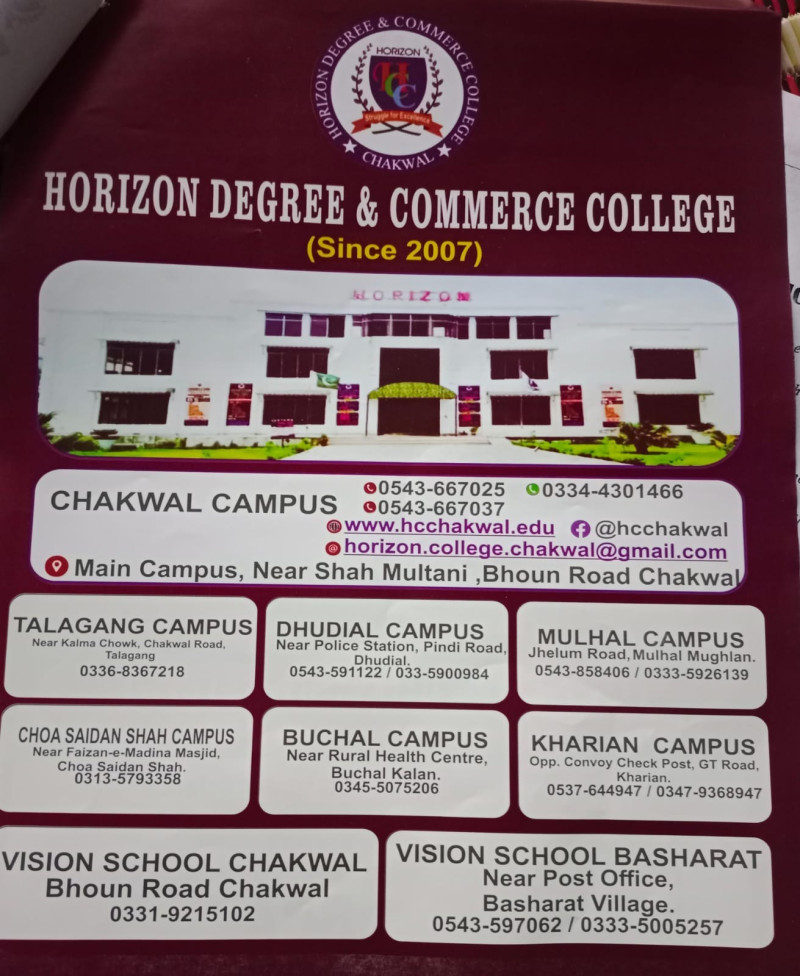 HORIZON DEGREE & COMMERCE COLLEGE
CHAKWAL
HORIZON
HCC
Struggle for Excellence
HORIZON DEGREE & COMMERCE COLLEGE
(Since 2007)
HORIZON
CHAKWAL CAMPUS
0543-667025 0334-4301466
0543-667037
www.hcchakwal.edu @hcchakwal
horizon.college.chakwal@gmail.com
Main Campus, Near Shah Multani ,Bhoun Road Chakwal
TALAGANG CAMPUS
Near Kalma Chowk, Chakwal Road,
Talagang
0336-8367218
DHUDIAL CAMPUS
Near Police Station, Pindi Road,
Dhudial.
0543-591122 / 033-5900984
MULHAL CAMPUS
Jhelum Road, Mulhal Mughlan.
0543-858406 / 0333-5926139
CHOA SAIDAN SHAH CAMPUS
Near Faizan-e-Madina Masjid,
Choa Saidan Shah.
0313-5793358
BUCHAL CAMPUS
Near Rural Health Centre,
Buchal Kalan.
0345-5075206
KHARIAN CAMPUS
Opp. Convoy Check Post, GT Road,
Kharian.
0537-644947 / 0347-9368947
VISION SCHOOL CHAKWAL
Bhoun Road Chakwal
0331-9215102
VISION SCHOOL BASHARAT
Near Post Office,
Basharat Village.
0543-597062 / 0333-5005257